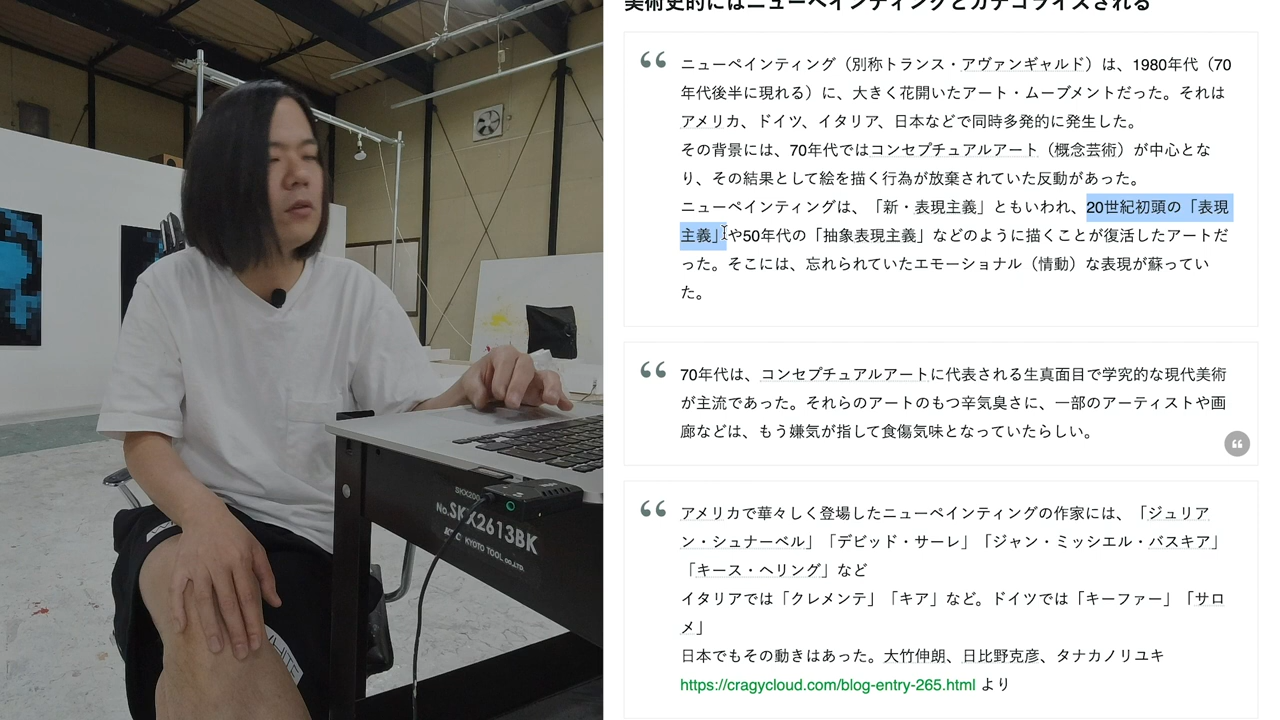 美術史的にはニューペインティングとカテゴライズされる
ニューペインティング（別称トランス・アヴァンギャルド）は、1980年代（70
年代後半に現れる）に、大きく花開いたアート・ムーブメントだった。それは
アメリカ、ドイツ、イタリア、日本などで同時多発的に発生した。
その背景には、70年代ではコンセプチュアルアート（概念芸術）が中心とな
り、その結果として絵を描く行為が放棄されていた反動があった。
ニューペインティングは、「新・表現主義」ともいわれ、20世紀初頭の「表現
主義」や50年代の「抽象表現主義」などのように描くことが復活したアートだ
った。そこには、忘れられていたエモーショナル（情動）な表現が蘇ってい
た。
70年代は、コンセプチュアルアートに代表される生真面目で学究的な現代美術
が主流であった。それらのアートのもつ辛気臭さに、一部のアーティストや画
廊などは、もう嫌気が指して食傷気味となっていたらしい。
アメリカで華々しく登場したニューペインティングの作家には、「ジュリア
ン・シュナーベル」「デビッド・サーレ」「ジャン・ミッシエル・バスキア」
「キース・ヘリング」など
イタリアでは「クレメンテ」「キア」など。ドイツでは「キーファー」「サロ
メ」
日本でもその動きはあった。大竹伸朗、日比野克彦、タナカノリユキ
https://cragycloud.com/blog-entry-265.html より
No.SKX2613BK
KTC KYOTO TOOL CO.,LTD.